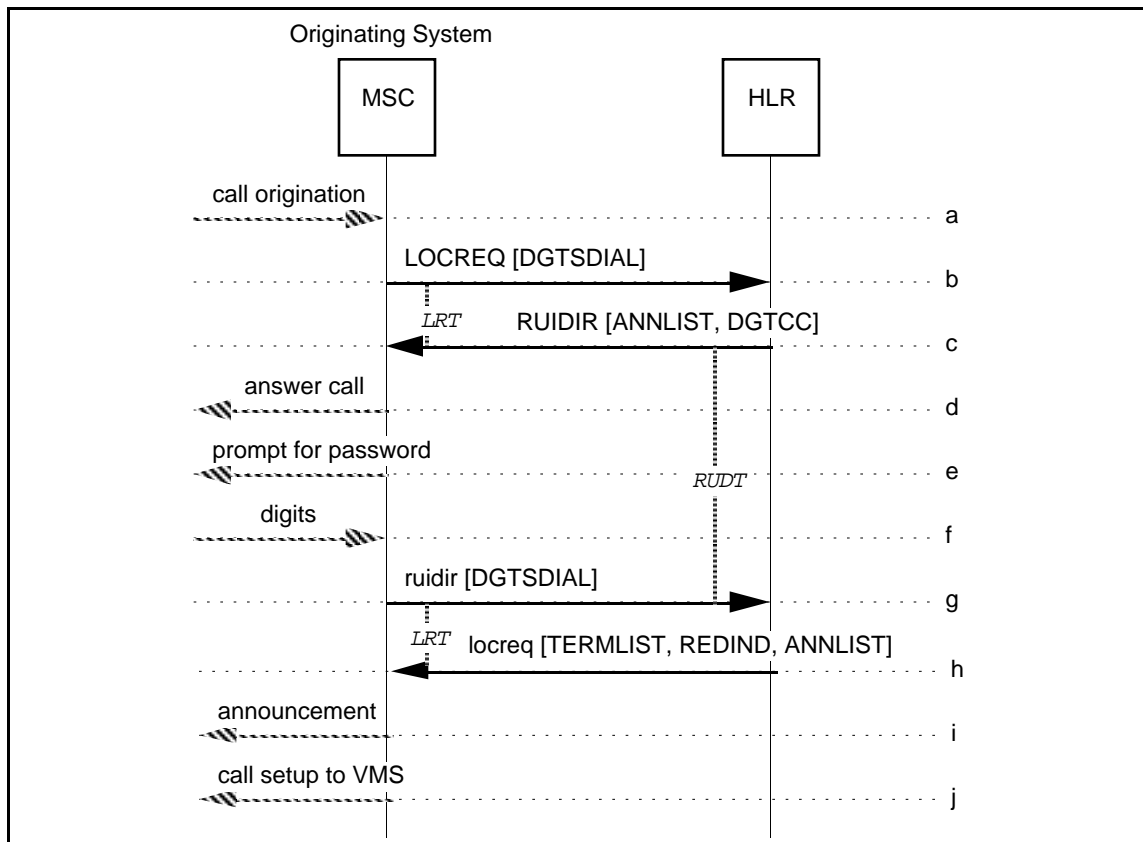 Originating System
MSC
HLR
call origination
a
LOCREQ [DGTSDIAL]
b
LRT
RUIDIR [ANNLIST, DGTCC]
c
answer call
d
prompt for password
RUDT
e
digits
f
ruidir [DGTSDIAL]
g
LRT
locreq [TERMLIST, REDIND, ANNLIST]
h
announcement
i
call setup to VMS
j